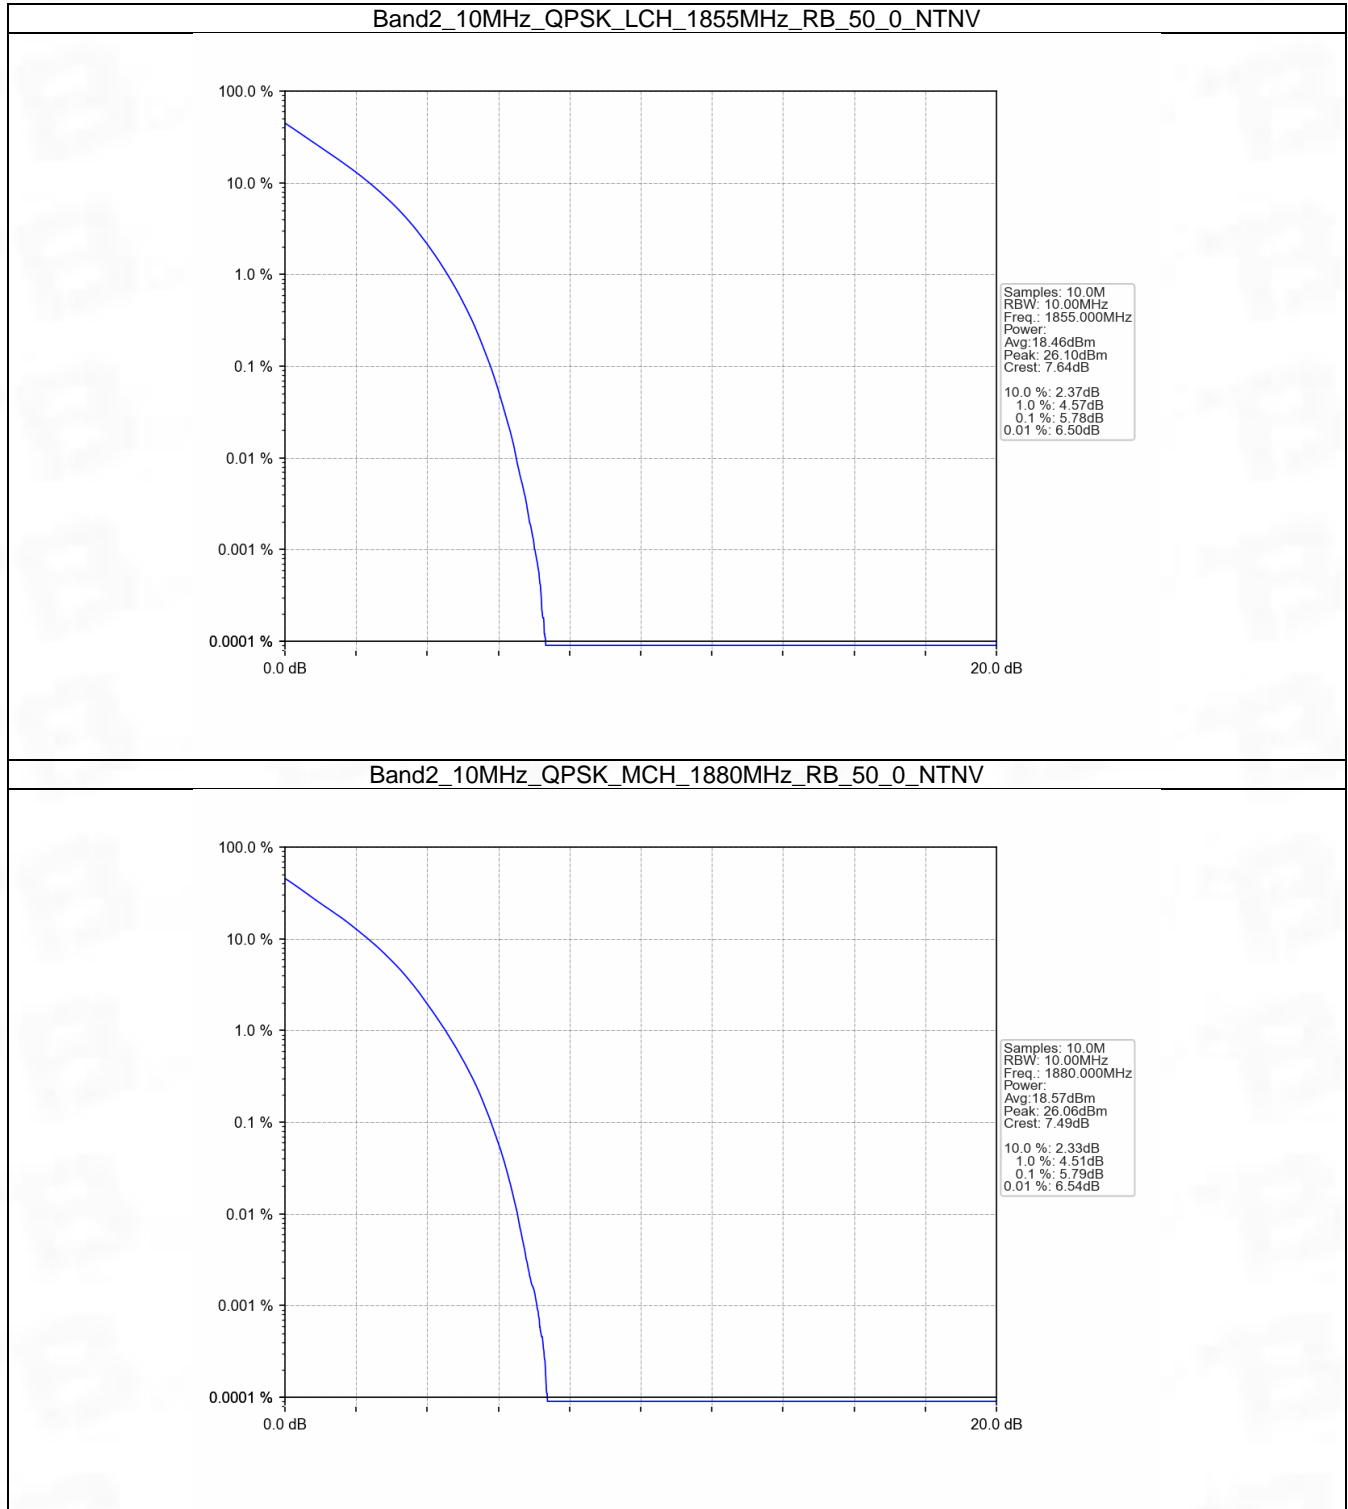 Band2_10MHz_QPSK_LCH_1855MHz_RB_50_0_NTNV
100.0 %
10.0 %
1.0 %
0.1 %
0.01 %
0.001 %
0.0001 %
0.0 dB
20.0 dB
Samples: 10.0M
RBW: 10.00MHz
Freq.: 1855.000MHz
Power:
Avg:18.46dBm
Peak: 26.10dBm
Crest: 7.64dB
10.0 %: 2.37dB
1.0 %: 4.57dB
0.1 %: 5.78dB
0.01 %: 6.50dB
Band2_10MHz_QPSK_MCH_1880MHz_RB_50_0_NTNV
100.0 %
10.0 %
1.0 %
0.1 %
0.01 %
0.001 %
0.0001 %
0.0 dB
20.0 dB
Samples: 10.0M
RBW: 10.00MHz
Freq.: 1880.000MHz
Power:
Avg:18.57dBm
Peak: 26.06dBm
Crest: 7.49dB
10.0 %: 2.33dB
1.0 %: 4.51dB
0.1 %: 5.79dB
0.01 %: 6.54dB